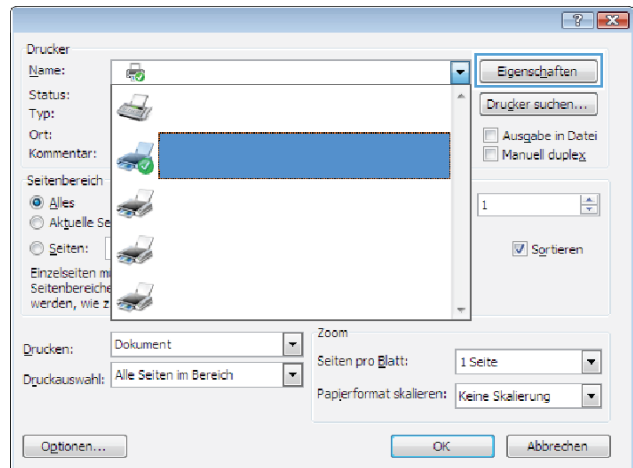 Drucker
Name:
Eigenschaften
Status:
Typ:
Drucker suchen...
Ort:
Ausgabe in Datei
Kommentar:
Manuell duplex
Seitenbereich
Alles
1
Aktuelle Se
Seiten:
Sortieren
Einzelseiten m
Seitenbereiche
werden, wie z
Zoom
Drucken:
Dokument
Seiten pro Blatt:
1 Seite
Druckauswahl:
Alle Seiten im Bereich
Papierformat skalieren:
Keine Skalierung
Optionen...
OK
Abbrechen